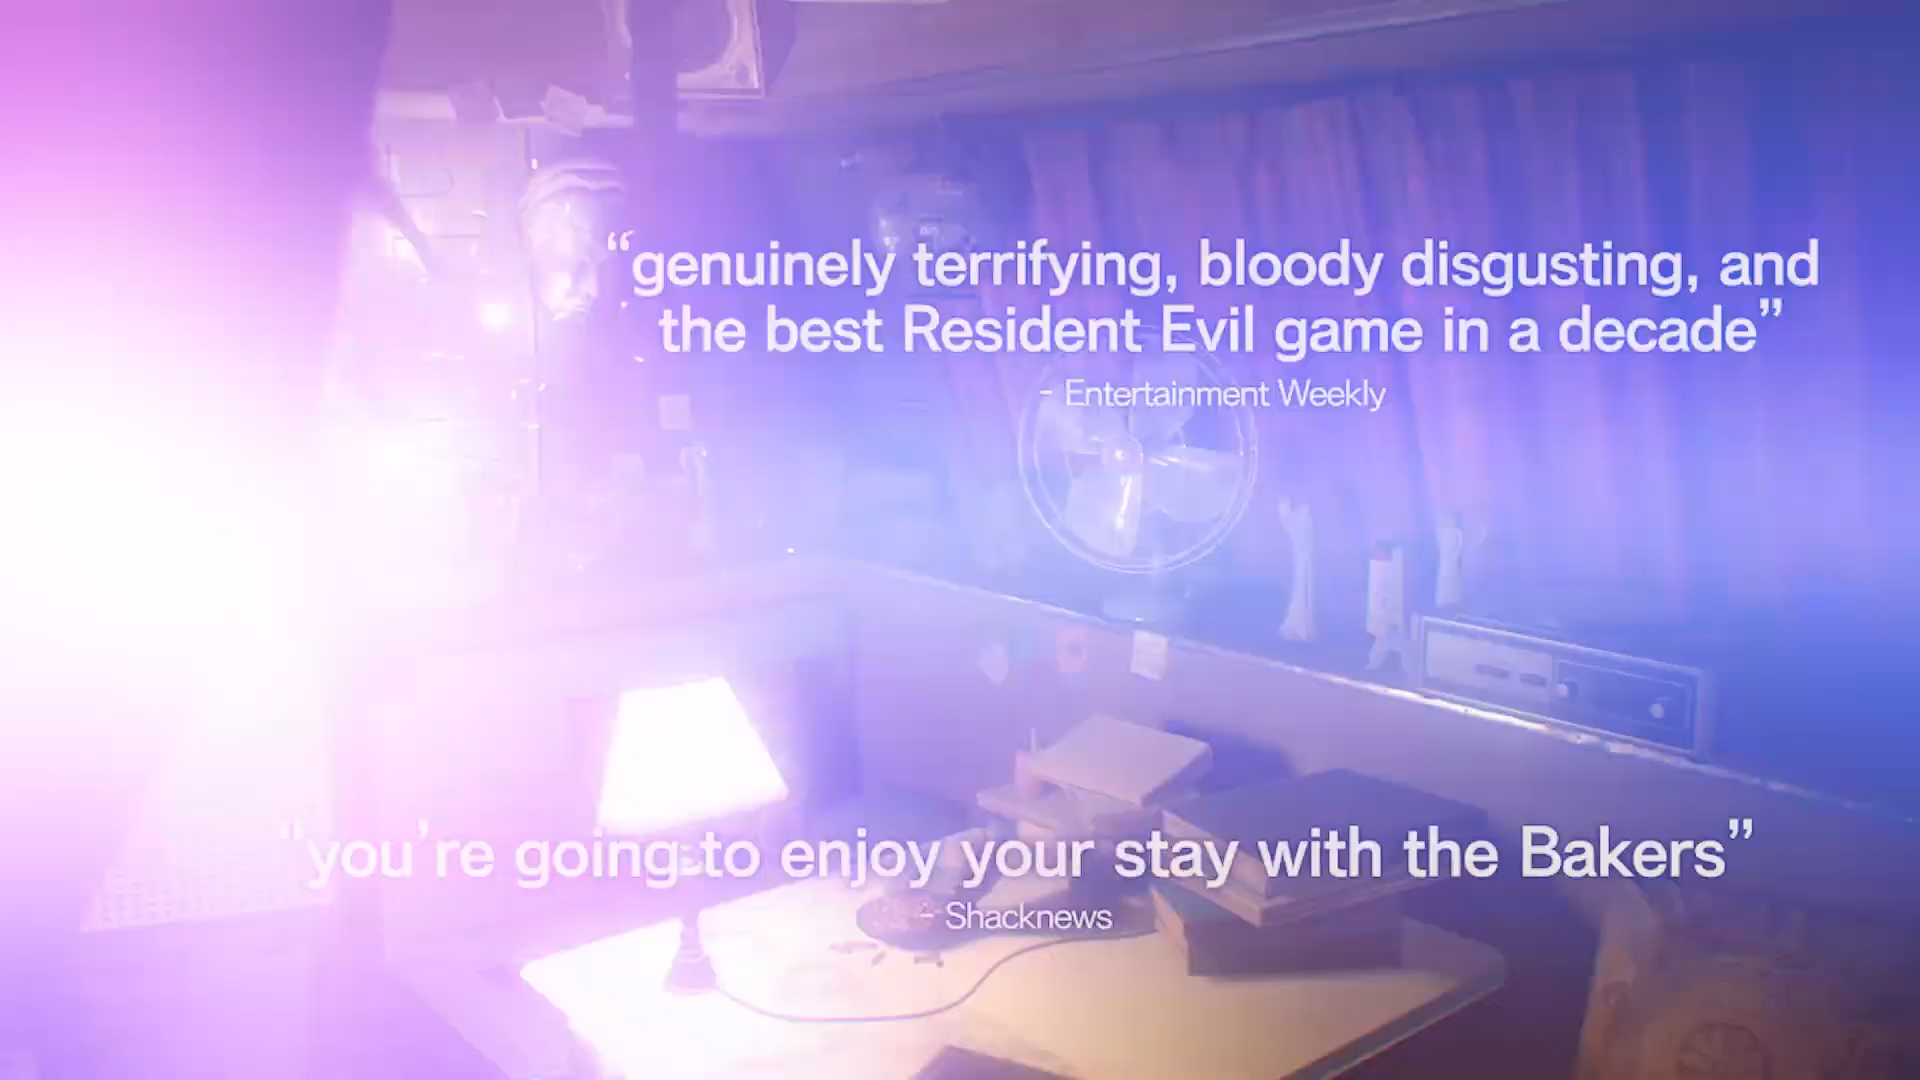 “genuinely terrifying, bloody disgusting, and
the best Resident Evil game in a decade”
- Entertainment Weekly
“you’re going to enjoy your stay with the Bakers”
- Shacknews